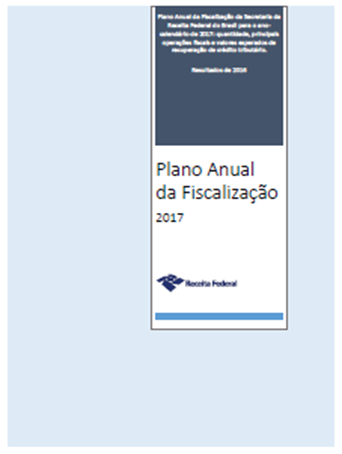 Plano Anual da Fiscalização da Secretaria da
Receita Federal do Brasil para o ano-
calendário de 2017: quantidade, principais
operações fiscais e valores esperados de
recuperação de crédito tributário.
Resultados de 2016
Plano Anual
da Fiscalização
2017
Receita Federal